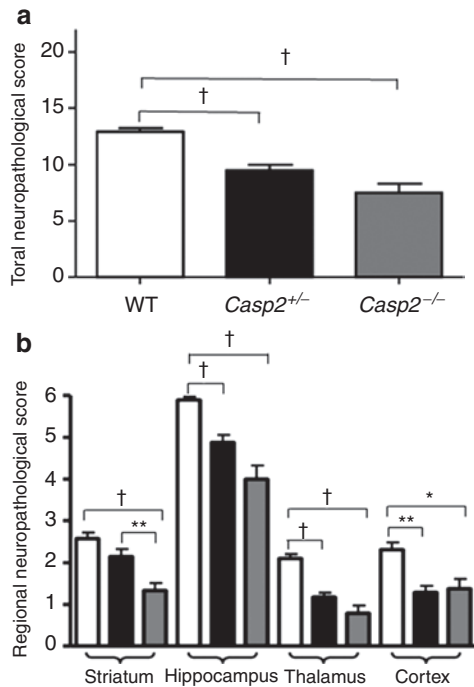 a
Toral neuropathological score
20
15
10
5
0
†
†
WT
Casp2+/–
Casp2−/−
b
Regional neuropathological score
6
5
4
3
2
1
0
†
**
†
†
†
†
*
**
Striatum
Hippocampus
Thalamus
Cortex